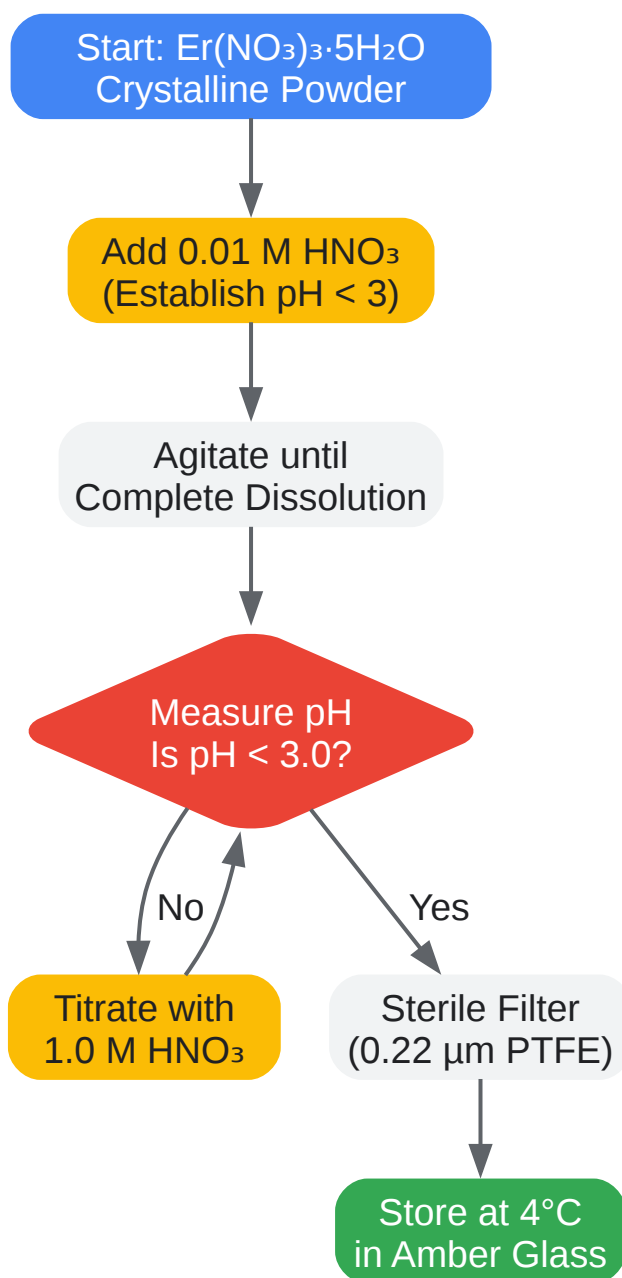 Start: Er(NO₃)₃·5H₂O
Crystalline Powder
Add 0.01 M HNO₃
(Establish pH < 3)
Agitate until
Complete Dissolution
Measure pH
Is pH < 3.0?
No
Yes
Titrate with
1.0 M HNO₃
Sterile Filter
(0.22 µm PTFE)
Store at 4°C
in Amber Glass